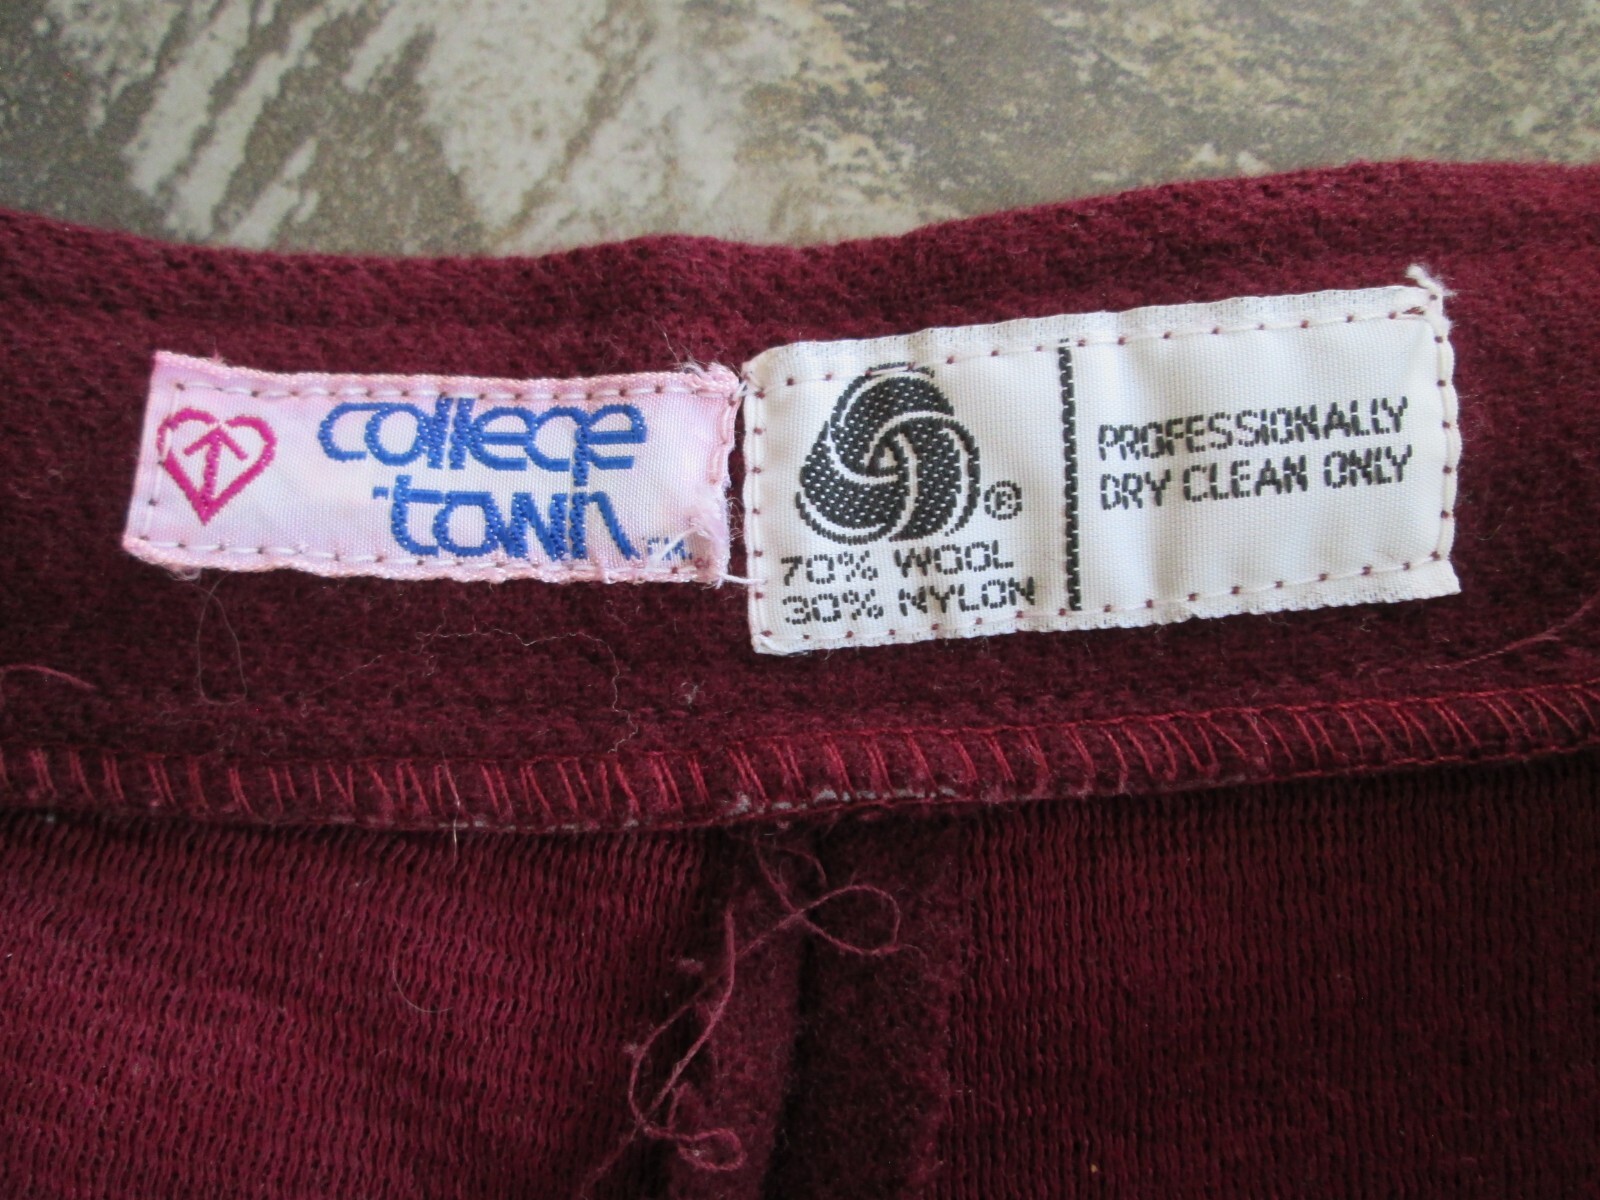 college
-town
®
70% WOOL
30% NYLON
PROFESSIONALLY
DRY CLEAN ONLY